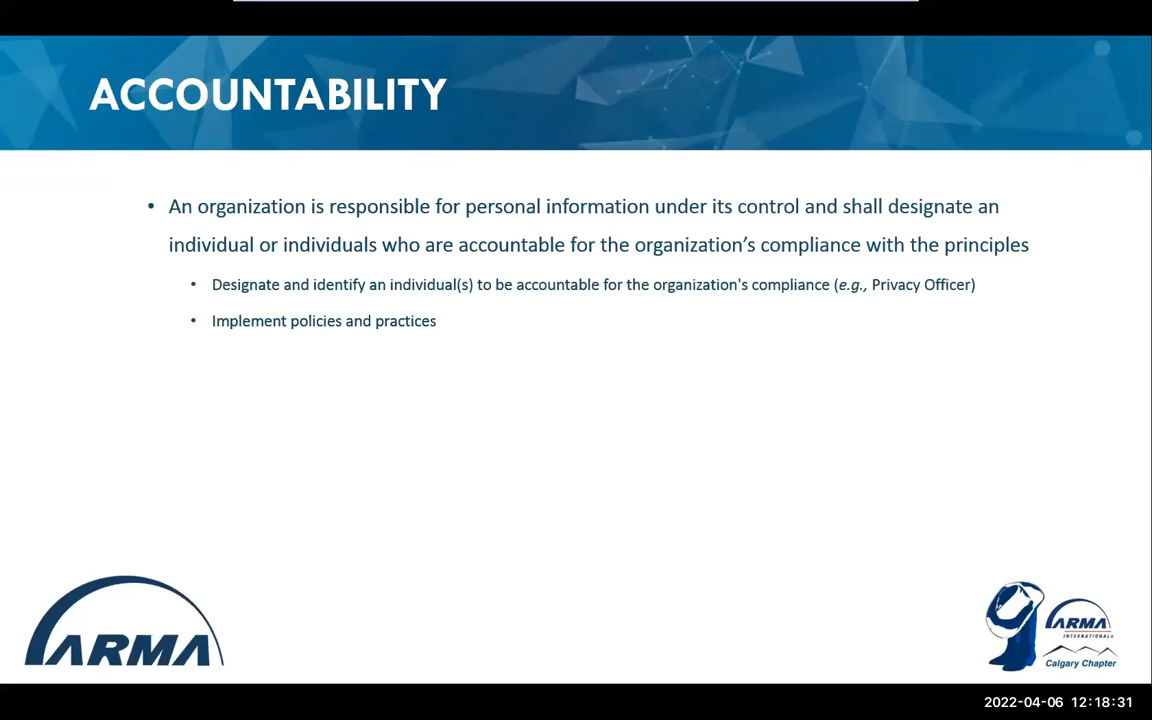 ACCOUNTABILITY
• An organization is responsible for personal information under its control and shall designate an
individual or individuals who are accountable for the organization’s compliance with the principles
• Designate and identify an individual(s) to be accountable for the organization's compliance (e.g., Privacy Officer)
• Implement policies and practices
ARMA
ARMA
INTERNATIONAL®
Calgary Chapter
2022-04-06 12:18:31